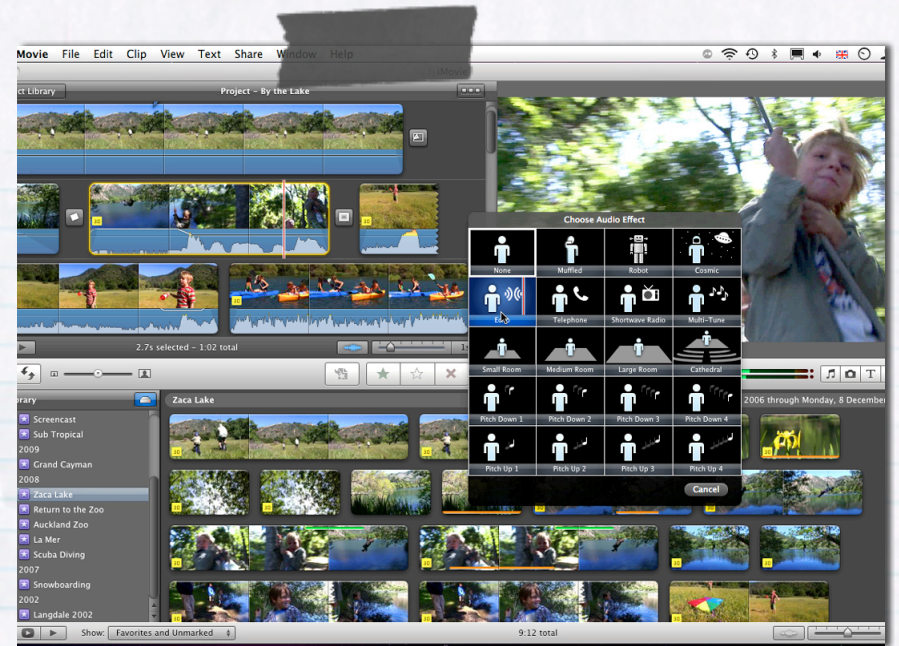 Movie File Edit Clip View Text Share Window Help
ct Library
Project - By the Lake
2.7s selected - 1:02 total
Choose Audio Effect
None Muffled Robot Cosmic
Telephone Shortwave Radio Multi-Tune
Small Room Medium Room Large Room Cathedral
Pitch Down 1 Pitch Down 2 Pitch Down 3 Pitch Down 4
Pitch Up 1 Pitch Up 2 Pitch Up 3 Pitch Up 4
Cancel
rary
Zaca Lake
2006 through Monday, 8 December
Screencast
Sub Tropical
2009
Grand Cayman
2008
Zaca Lake
Return to the Zoo
Auckland Zoo
La Mer
Scuba Diving
2007
Snowboarding
2002
Langdale 2002
Show: Favorites and Unmarked
9:12 total